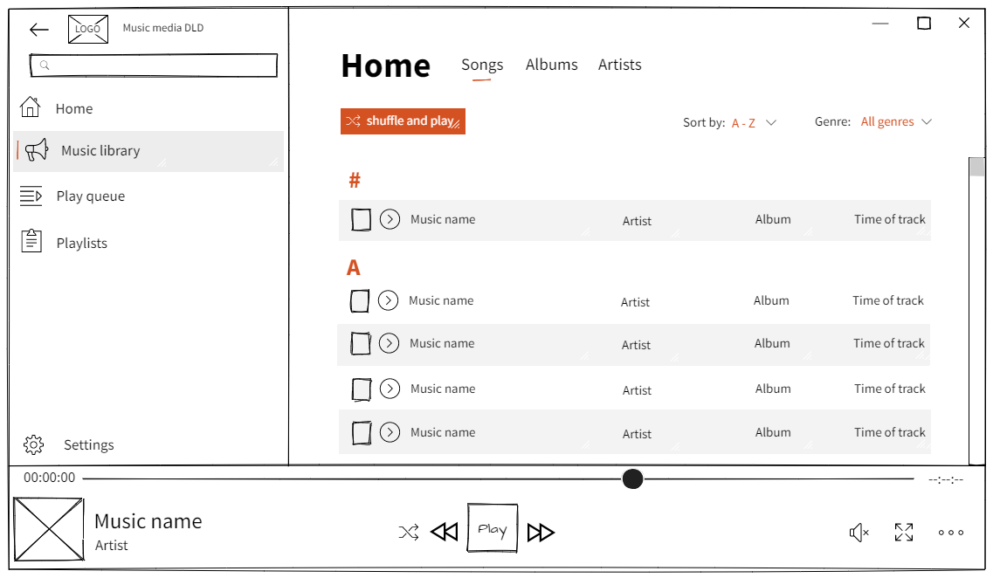 LOGO
Music media DLD
Home
Music library
Play queue
Playlists
Settings
Home Songs Albums Artists
shuffle and play
Sort by: A - Z
Genre: All genres
#
Music name Artist Album Time of track
A
Music name Artist Album Time of track
Music name Artist Album Time of track
Music name Artist Album Time of track
Music name Artist Album Time of track
00:00:00
--:--:--
Music name
Artist
Play